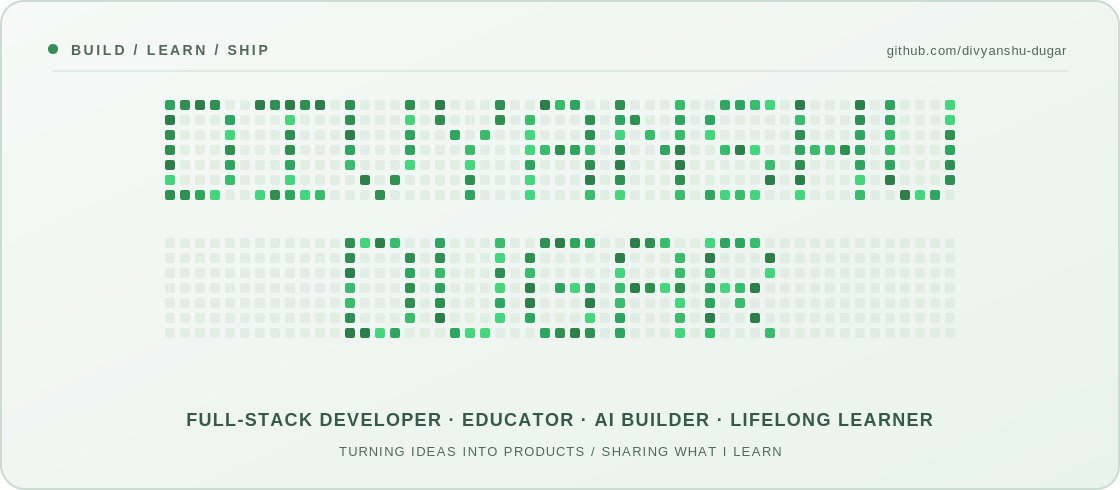 BUILD / LEARN / SHIP
github.com/divyanshu-dugar
DIVYANSHU
DUGAR
FULL-STACK DEVELOPER · EDUCATOR · AI BUILDER · LIFELONG LEARNER
TURNING IDEAS INTO PRODUCTS / SHARING WHAT I LEARN